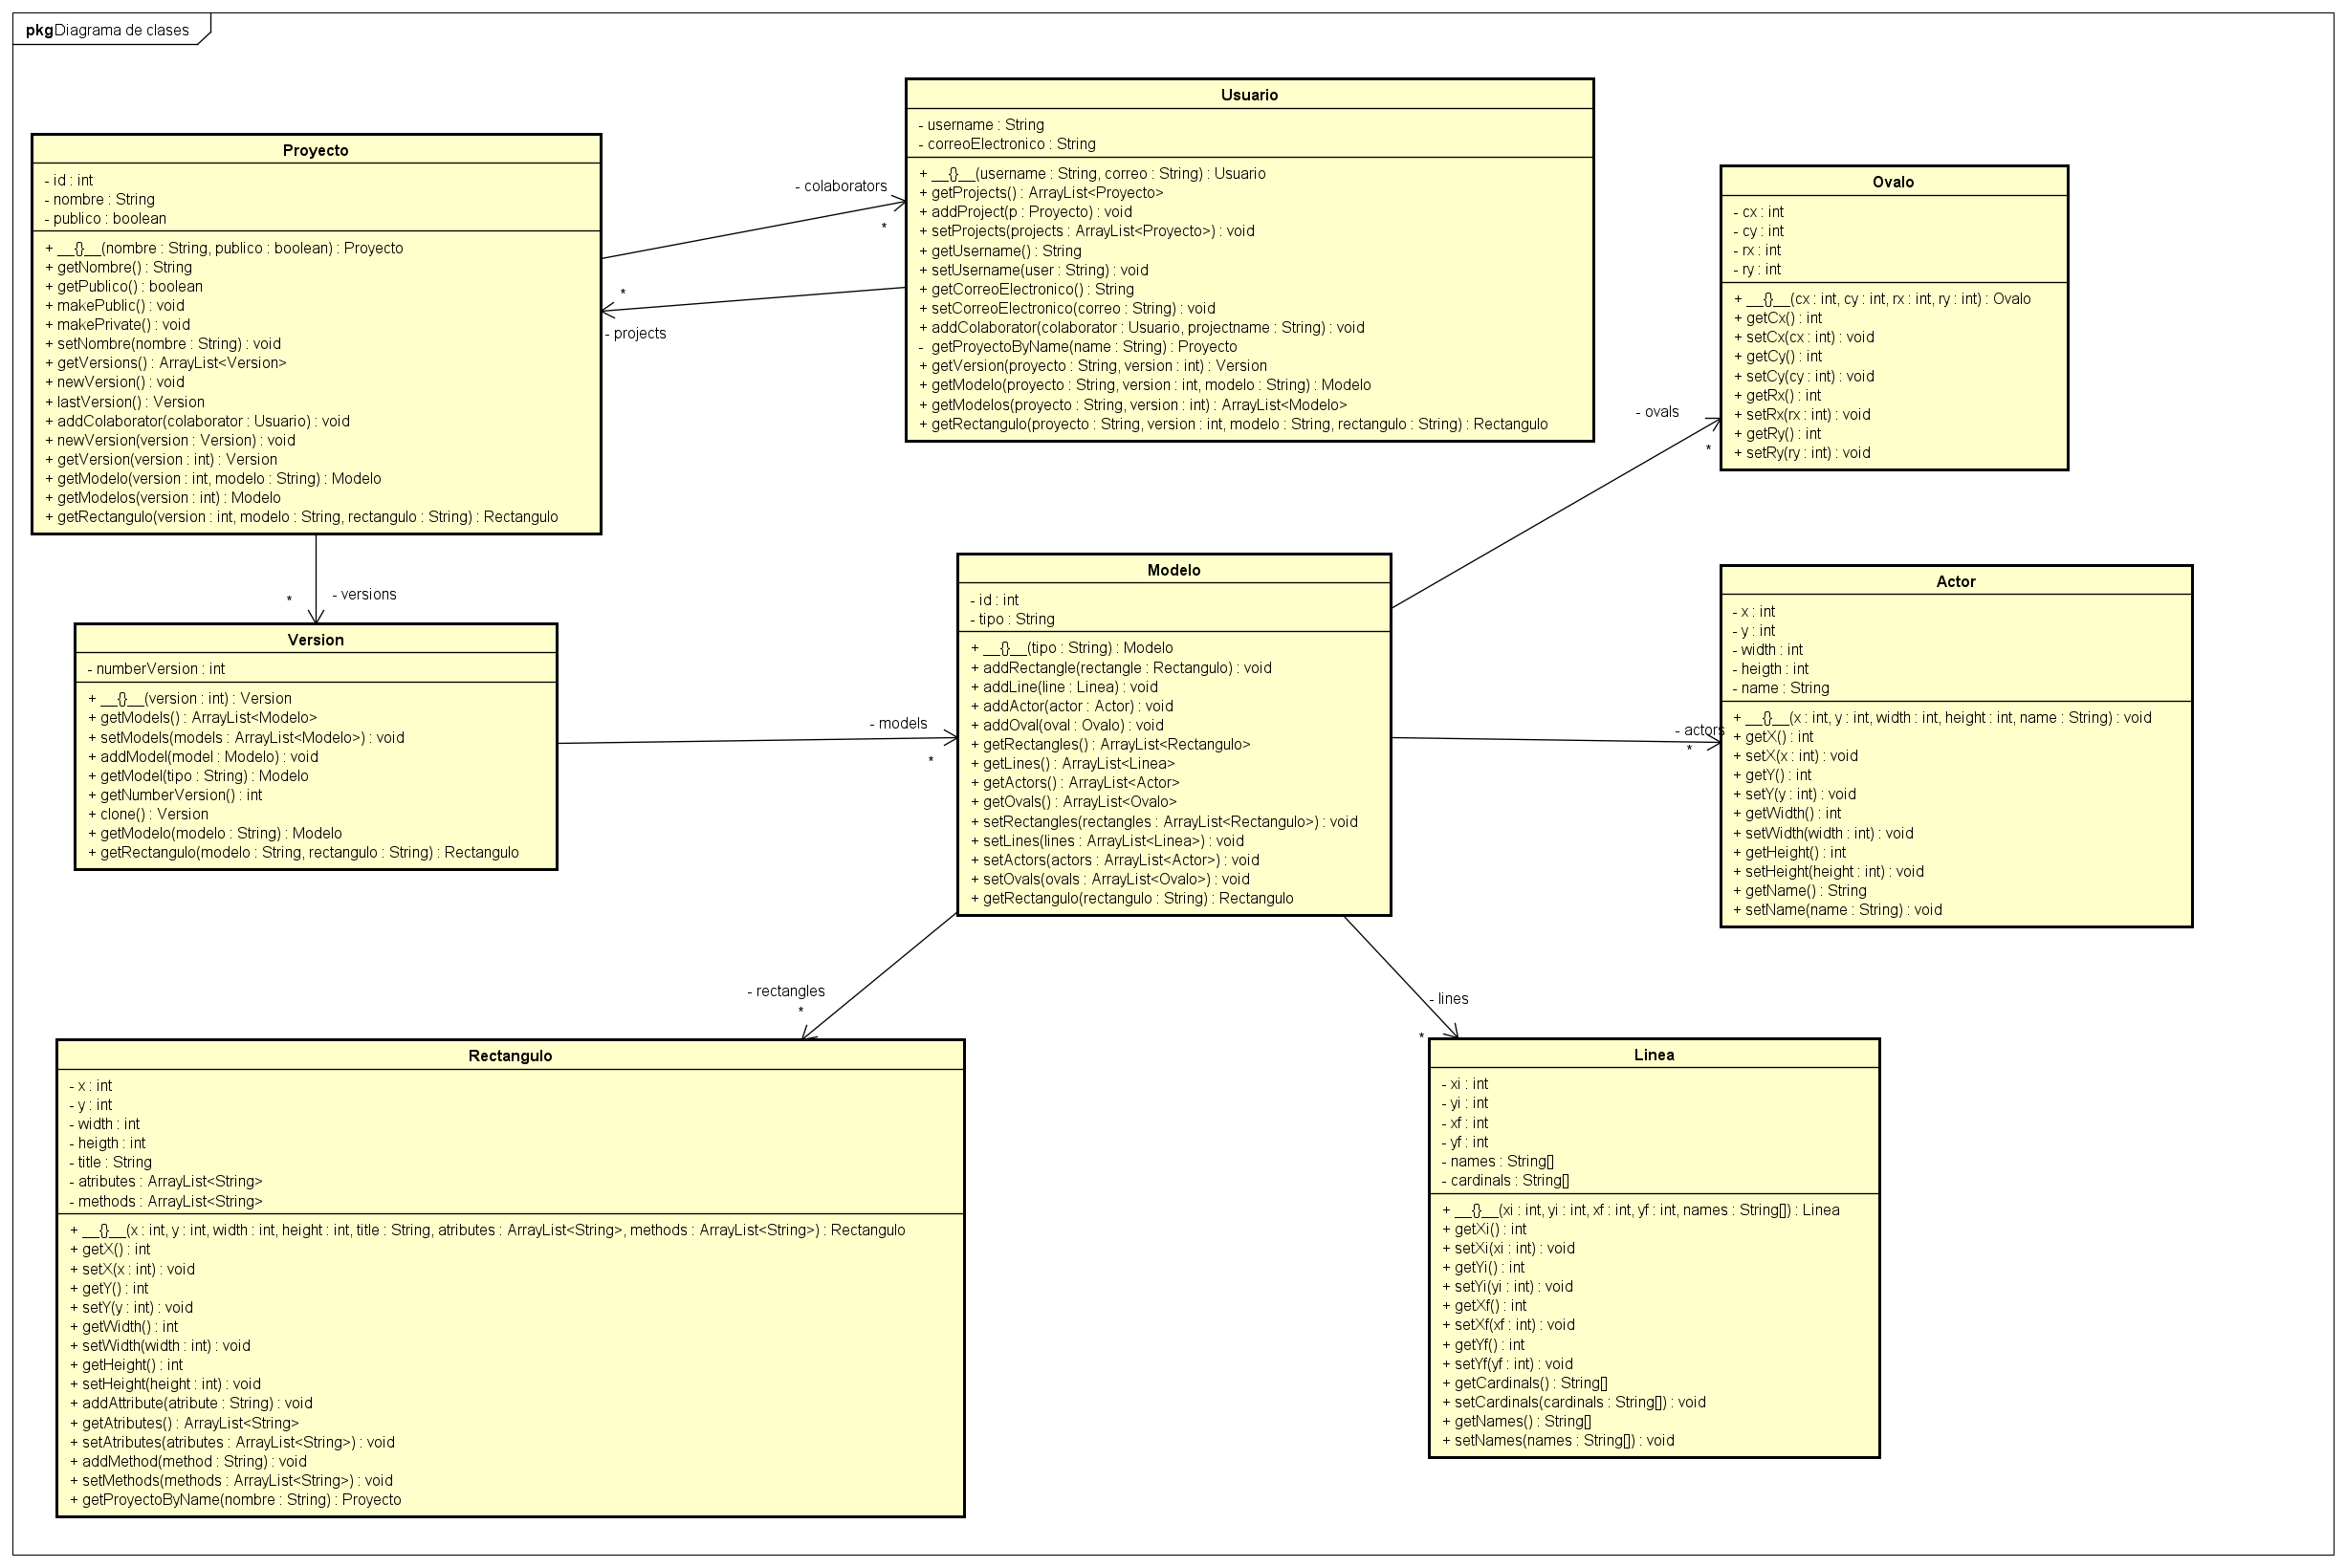 pkg Diagrama de clases
Proyecto
- id : int
- nombre : String
- publico : boolean
+ __{}__(nombre : String, publico : boolean) : Proyecto
+ getNombre() : String
+ getPublico() : boolean
+ makePublic() : void
+ makePrivate() : void
+ setNombre(nombre : String) : void
+ getVersions() : ArrayList<Version>
+ newVersion() : void
+ lastVersion() : Version
+ addColaborator(colaborator : Usuario) : void
+ newVersion(version : Version) : void
+ getVersion(version : int) : Version
+ getModelo(version : int, modelo : String) : Modelo
+ getModelos(version : int) : Modelo
+ getRectangulo(version : int, modelo : String, rectangulo : String) : Rectangulo
- colaborators
*
*
- projects
Usuario
- username : String
- correoElectronico : String
+ __{}__(username : String, correo : String) : Usuario
+ getProjects() : ArrayList<Proyecto>
+ addProject(p : Proyecto) : void
+ setProjects(projects : ArrayList<Proyecto>) : void
+ getUsername() : String
+ setUsername(user : String) : void
+ getCorreoElectronico() : String
+ setCorreoElectronico(correo : String) : void
+ addColaborator(colaborator : Usuario, projectname : String) : void
- getProyectoByName(name : String) : Proyecto
+ getVersion(proyecto : String, version : int) : Version
+ getModelo(proyecto : String, version : int, modelo : String) : Modelo
+ getModelos(proyecto : String, version : int) : ArrayList<Modelo>
+ getRectangulo(proyecto : String, version : int, modelo : String, rectangulo : String) : Rectangulo
- ovals
*
Ovalo
- cx : int
- cy : int
- rx : int
- ry : int
+ __{}__(cx : int, cy : int, rx : int, ry : int) : Ovalo
+ getCx() : int
+ setCx(cx : int) : void
+ getCy() : int
+ setCy(cy : int) : void
+ getRx() : int
+ setRx(rx : int) : void
+ getRy() : int
+ setRy(ry : int) : void
*
- versions
Version
- numberVersion : int
+ __{}__(version : int) : Version
+ getModels() : ArrayList<Modelo>
+ setModels(models : ArrayList<Modelo>) : void
+ addModel(model : Modelo) : void
+ getModel(tipo : String) : Modelo
+ getNumberVersion() : int
+ clone() : Version
+ getModelo(modelo : String) : Modelo
+ getRectangulo(modelo : String, rectangulo : String) : Rectangulo
- models
*
Modelo
- id : int
- tipo : String
+ __{}__(tipo : String) : Modelo
+ addRectangle(rectangle : Rectangulo) : void
+ addLine(line : Linea) : void
+ addActor(actor : Actor) : void
+ addOval(oval : Ovalo) : void
+ getRectangles() : ArrayList<Rectangulo>
+ getLines() : ArrayList<Linea>
+ getActors() : ArrayList<Actor>
+ getOvals() : ArrayList<Ovalo>
+ setRectangles(rectangles : ArrayList<Rectangulo>) : void
+ setLines(lines : ArrayList<Linea>) : void
+ setActors(actors : ArrayList<Actor>) : void
+ setOvals(ovals : ArrayList<Ovalo>) : void
+ getRectangulo(rectangulo : String) : Rectangulo
- actors
*
Actor
- x : int
- y : int
- width : int
- heigth : int
- name : String
+ __{}__(x : int, y : int, width : int, height : int, name : String) : void
+ getX() : int
+ setX(x : int) : void
+ getY() : int
+ setY(y : int) : void
+ getWidth() : int
+ setWidth(width : int) : void
+ getHeight() : int
+ setHeight(height : int) : void
+ getName() : String
+ setName(name : String) : void
- rectangles
*
Rectangulo
- x : int
- y : int
- width : int
- heigth : int
- title : String
- atributes : ArrayList<String>
- methods : ArrayList<String>
+ __{}__(x : int, y : int, width : int, height : int, title : String, atributes : ArrayList<String>, methods : ArrayList<String>) : Rectangulo
+ getX() : int
+ setX(x : int) : void
+ getY() : int
+ setY(y : int) : void
+ getWidth() : int
+ setWidth(width : int) : void
+ getHeight() : int
+ setHeight(height : int) : void
+ addAttribute(atribute : String) : void
+ getAtributes() : ArrayList<String>
+ setAtributes(atributes : ArrayList<String>) : void
+ addMethod(method : String) : void
+ setMethods(methods : ArrayList<String>) : void
+ getProyectoByName(nombre : String) : Proyecto
- lines
*
Linea
- xi : int
- yi : int
- xf : int
- yf : int
- names : String[]
- cardinals : String[]
+ __{}__(xi : int, yi : int, xf : int, yf : int, names : String[]) : Linea
+ getXi() : int
+ setXi(xi : int) : void
+ getYi() : int
+ setYi(yi : int) : void
+ getXf() : int
+ setXf(xf : int) : void
+ getYf() : int
+ setYf(yf : int) : void
+ getCardinals() : String[]
+ setCardinals(cardinals : String[]) : void
+ getNames() : String[]
+ setNames(names : String[]) : void